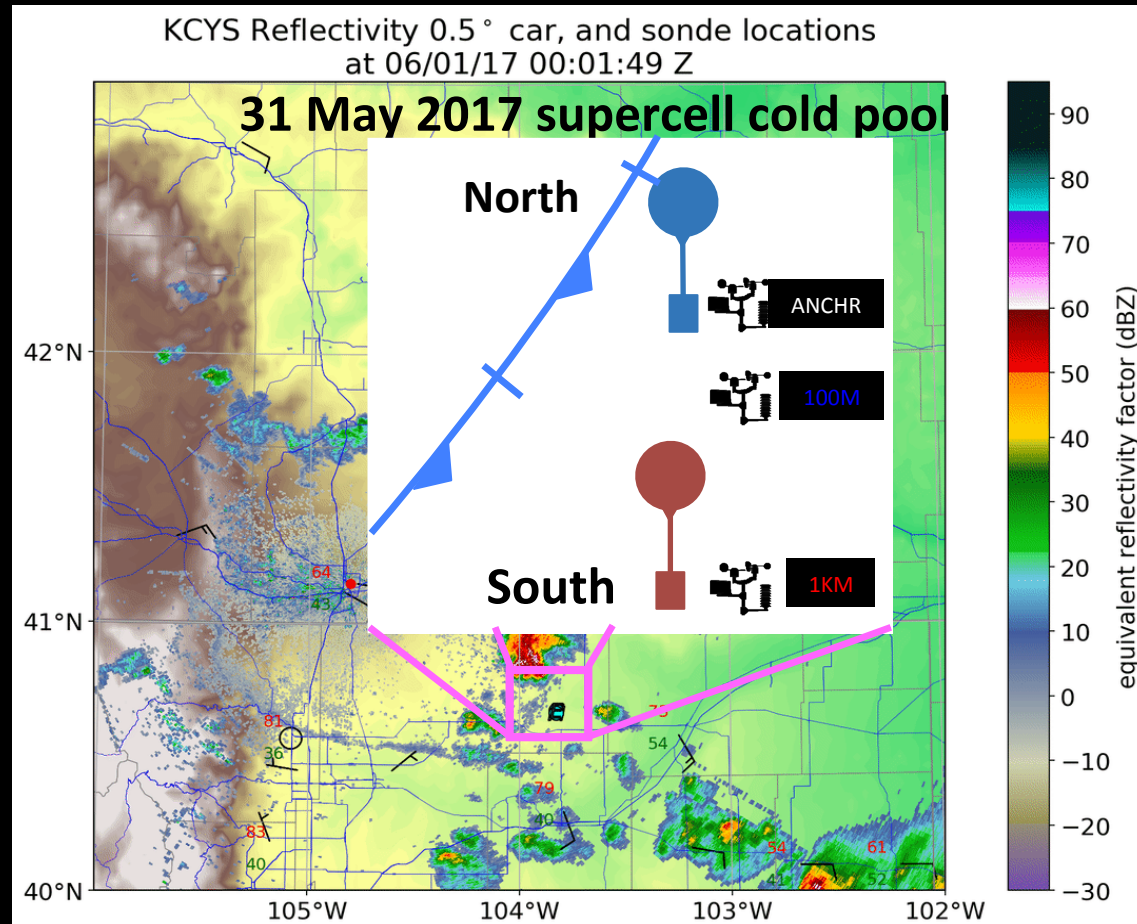 KCYS Reflectivity 0.5° car, and sonde locations
at 06/01/17 00:01:49 Z
31 May 2017 supercell cold pool
North
ANCHR
100M
South
1KM
42°N
41°N
40°N
105°W
104°W
103°W
102°W
64
43
81
36
83
40
79
40
75
54
54
41
61
52
90
80
70
60
50
40
30
20
10
0
−10
−20
−30
equivalent reflectivity factor (dBZ)